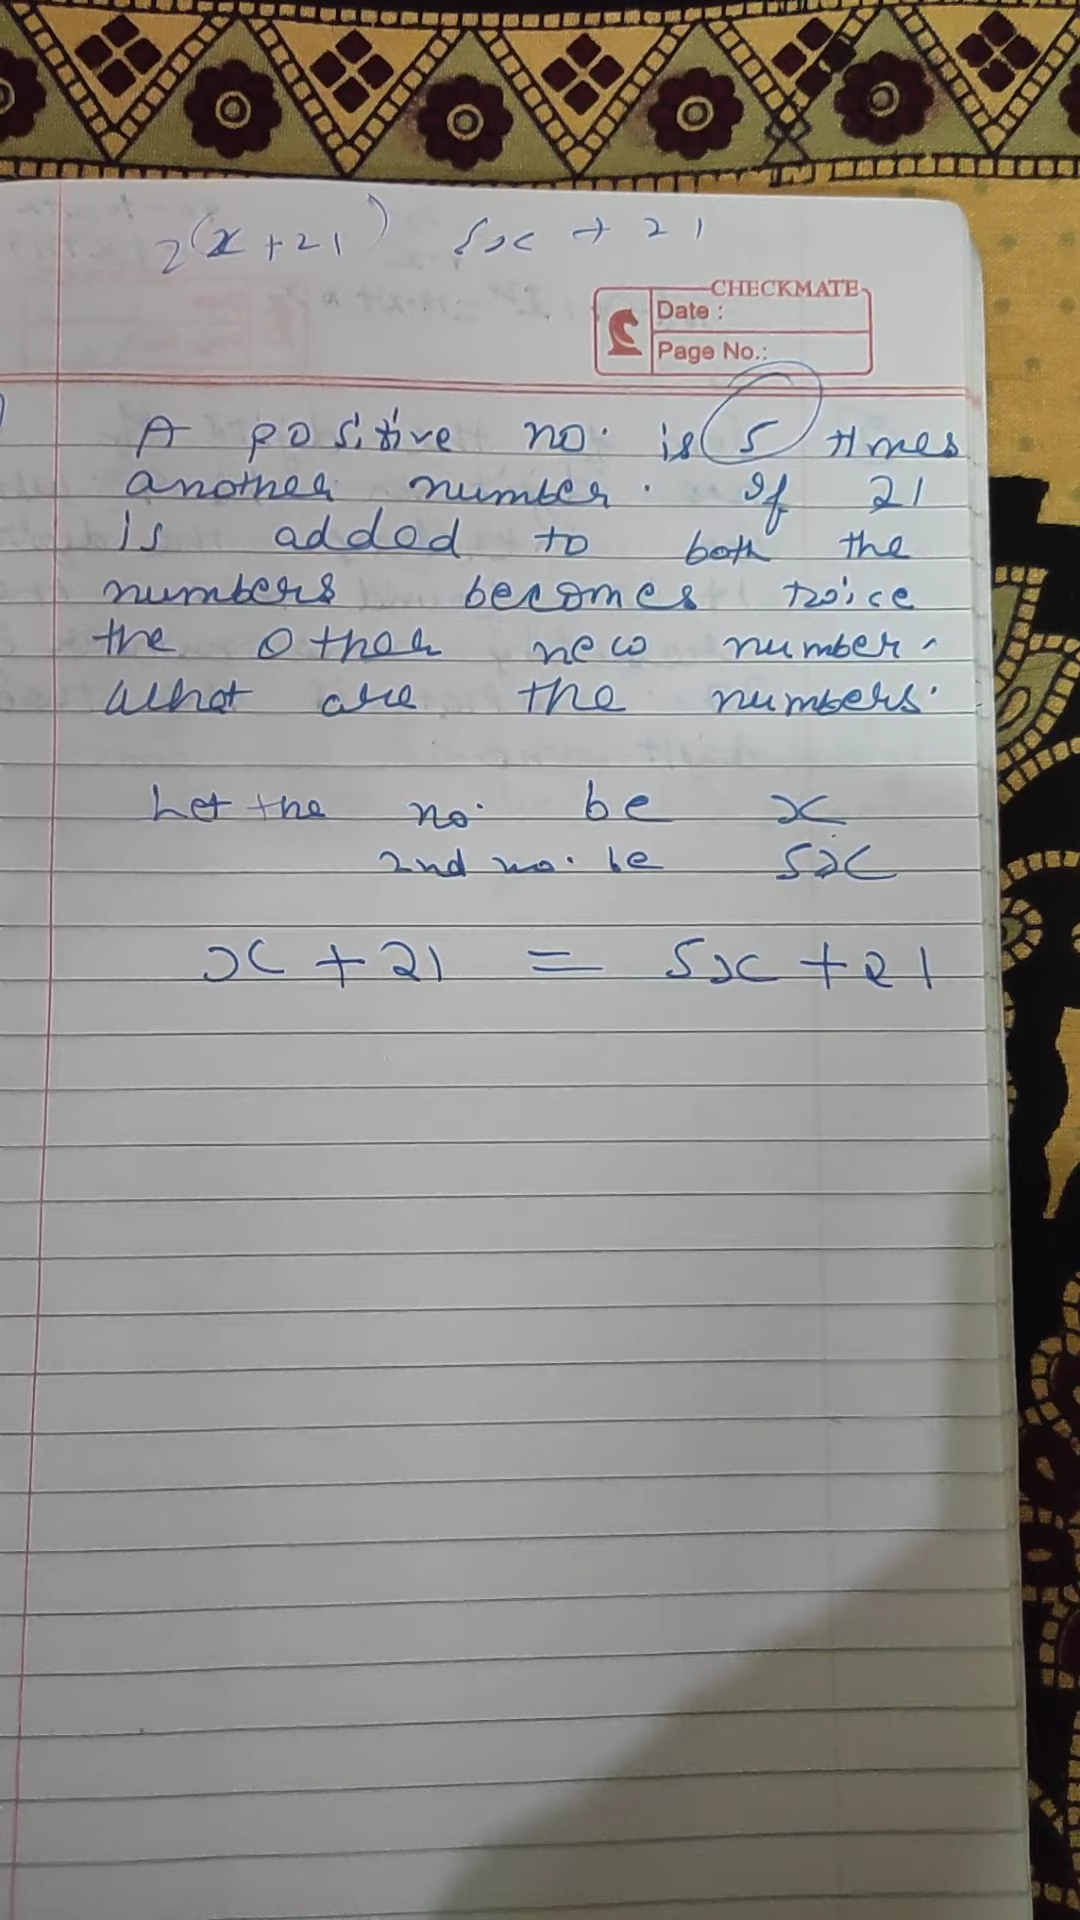 2(x+21) 5x + 21
CHECKMATE
Date :
Page No.:
A positive no. is 5 times
another number. If 21
is added to both the
numbers becomes twice
the other new number.
What are the numbers.
Let the no. be x
2nd no. be 5x
x + 21 = 5x + 21